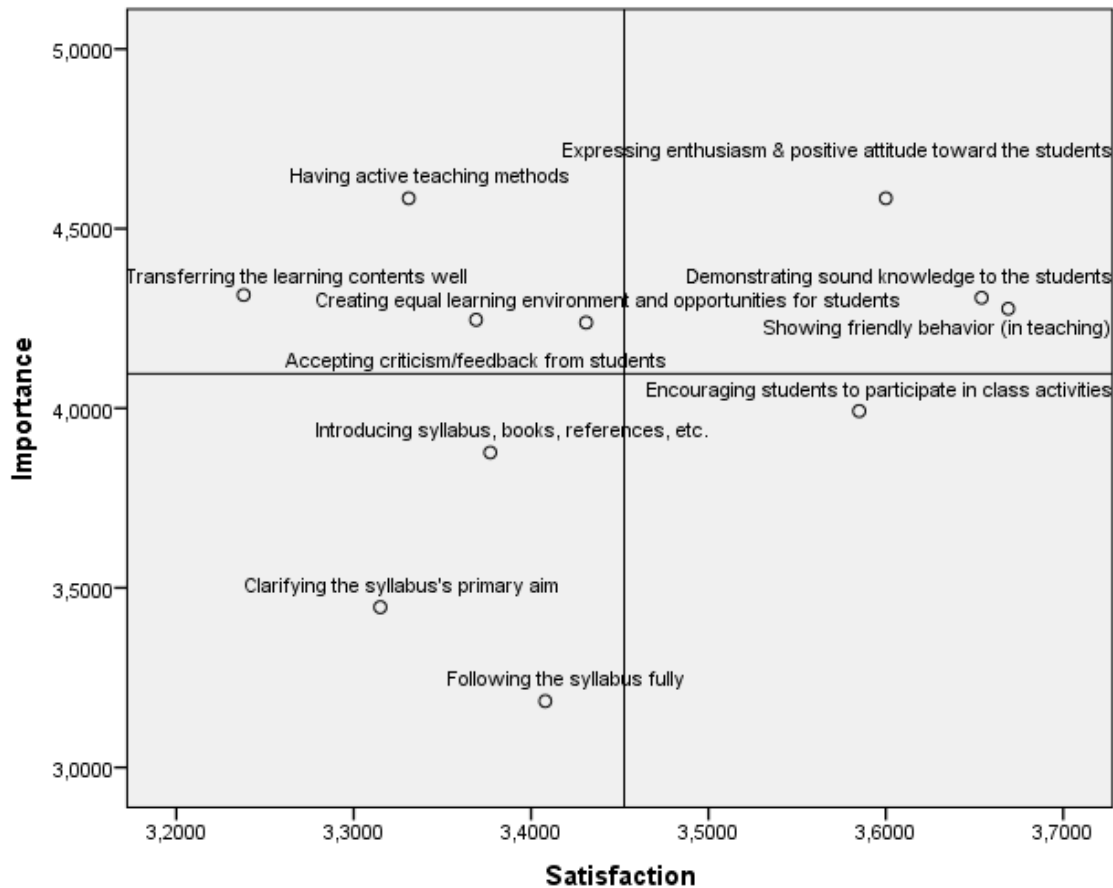 5,0000
Expressing enthusiasm & positive attitude toward the students
Having active teaching methods
4,5000
Transferring the learning contents well
Demonstrating sound knowledge to the students
Creating equal learning environment and opportunities for students
Showing friendly behavior (in teaching)
Accepting criticism/feedback from students
Importance
4,0000
Encouraging students to participate in class activities
Introducing syllabus, books, references, etc.
3,5000
Clarifying the syllabus's primary aim
Following the syllabus fully
3,0000
3,2000 3,3000 3,4000 3,5000 3,6000 3,7000
Satisfaction